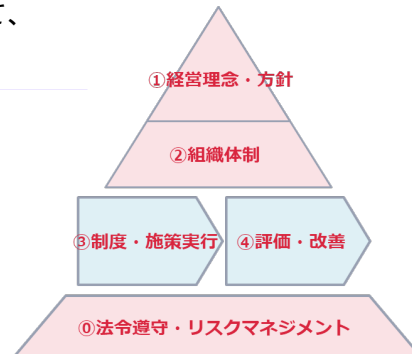 は、
①経営理念・方針
②組織体制
③制度・施策実行
④評価・改善
⓪法令遵守・リスクマネジメント